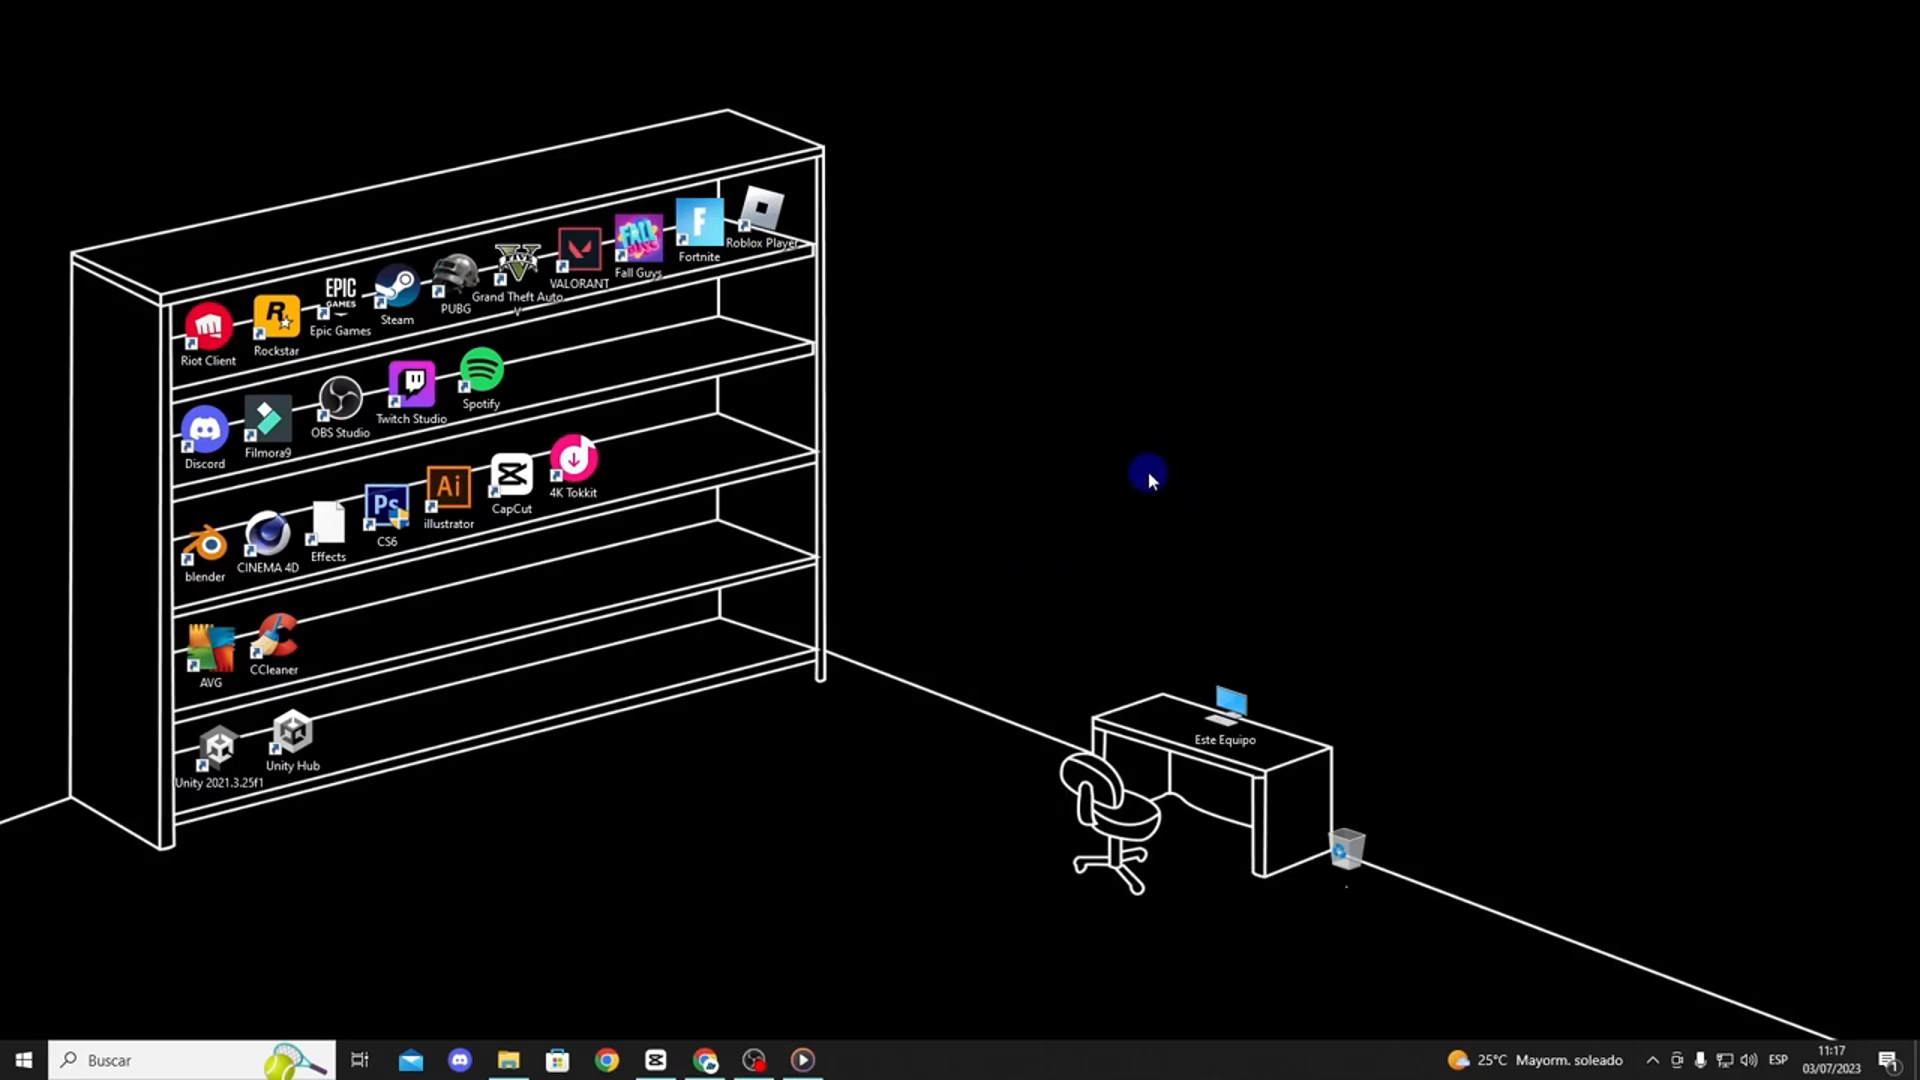 Roblox Player
Fortnite
Fall Guys
VALORANT
Grand Theft Auto
V
PUBG
Steam
EPIC
GAMES
Epic Games
Rockstar
Riot Client
Spotify
Twitch Studio
OBS Studio
Filmora9
Discord
4K Tokkit
CapCut
Ai
illustrator
Ps
CS6
Effects
CINEMA 4D
blender
CCleaner
AVG
Unity Hub
Unity 2021.3.25f1
Este Equipo
Buscar
25°C Mayorm. soleado
ESP
11:17
03/07/2023
1